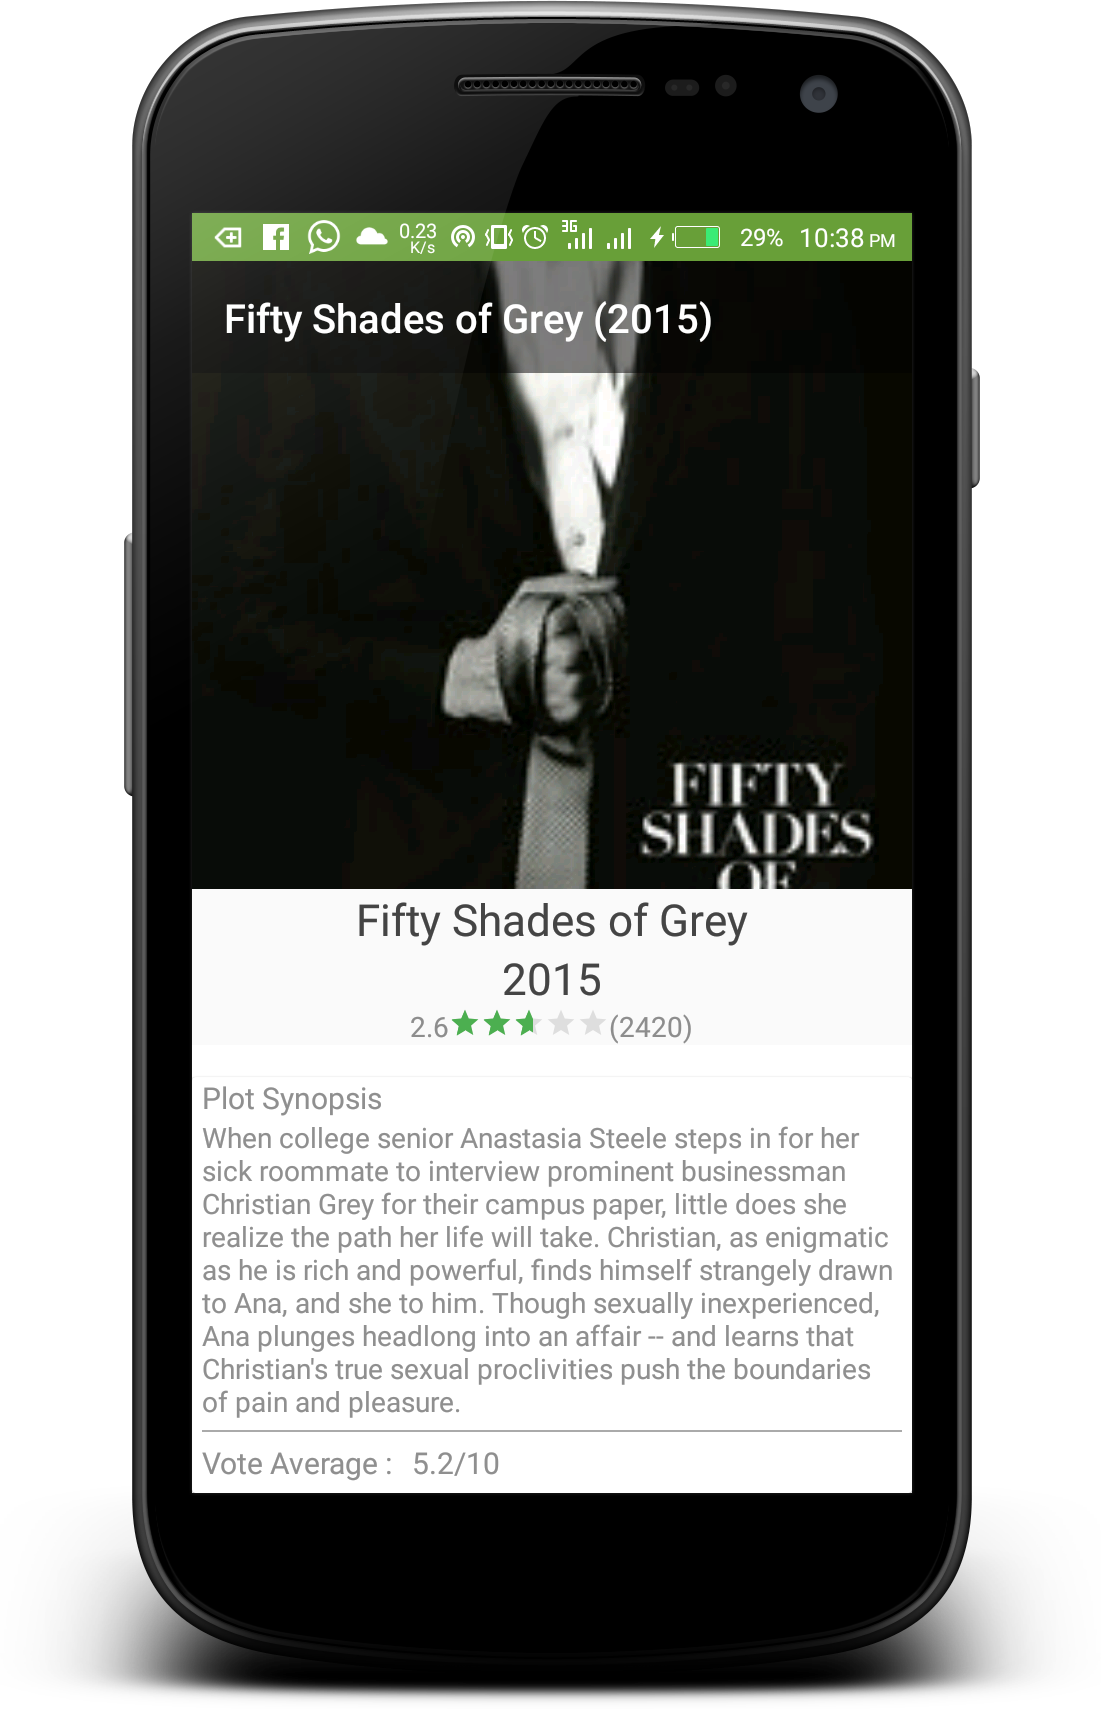 0.23
K/s
3G
29% 10:38 PM
Fifty Shades of Grey (2015)
FIFTY
SHADES
OF
Fifty Shades of Grey
2015
2.6 (2420)
Plot Synopsis
When college senior Anastasia Steele steps in for her
sick roommate to interview prominent businessman
Christian Grey for their campus paper, little does she
realize the path her life will take. Christian, as enigmatic
as he is rich and powerful, finds himself strangely drawn
to Ana, and she to him. Though sexually inexperienced,
Ana plunges headlong into an affair -- and learns that
Christian's true sexual proclivities push the boundaries
of pain and pleasure.
Vote Average : 5.2/10